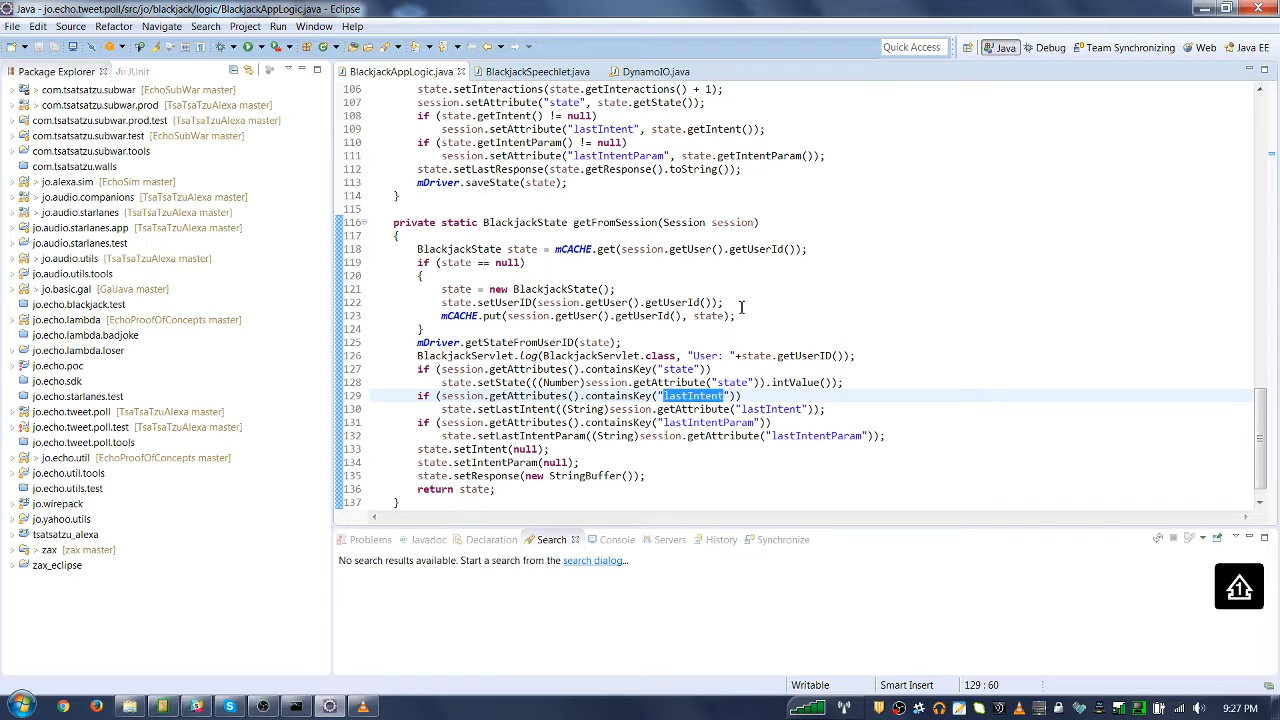 Java - jo.echo.tweet.poll/src/jo/blackjack/logic/BlackjackAppLogic.java - Eclipse
File Edit Source Refactor Navigate Search Project Run Window Help
Quick Access Java Debug Team Synchronizing Web Java EE
Package Explorer Ju JUnit
BlackjackAppLogic.java BlackjackSpeechlet.java DynamoIO.java
com.tsatsatzu.subwar [EchoSubWar master]
> com.tsatsatzu.subwar.prod [TsaTsaTzuAlexa master]
com.tsatsatzu.subwar.prod.test [TsaTsaTzuAlexa master]
com.tsatsatzu.subwar.test [EchoSubWar master]
com.tsatsatzu.subwar.tools
com.tsatsatzu.walls
> jo.alexa.sim [EchoSim master]
> jo.audio.companions [TsaTsaTzuAlexa master]
> jo.audio.starlanes [TsaTsaTzuAlexa master]
> jo.audio.starlanes.app [TsaTsaTzuAlexa master]
jo.audio.starlanes.test
> jo.audio.utils [TsaTsaTzuAlexa master]
jo.audio.utils.tools
> jo.basic.gal [GalJava master]
jo.echo.blackjack.test
> jo.echo.lambda [EchoProofOfConcepts master]
jo.echo.lambda.badjoke
jo.echo.lambda.loser
jo.echo.poc
jo.echo.sdk
jo.echo.starlanes.test
> jo.echo.tweet.poll [TsaTsaTzuAlexa master]
> jo.echo.tweet.poll.test [TsaTsaTzuAlexa master]
jo.echo.tweet.poll.tools
> jo.echo.util [EchoProofOfConcepts master]
jo.echo.util.tools
jo.echo.utils.test
jo.wirepack
jo.yahoo.utils
tsatsatzu_alexa
> zax [zax master]
zax_eclipse
106 state.setInteractions(state.getInteractions() + 1);
107 session.setAttribute("state", state.getState());
108 if (state.getIntent() != null)
109 session.setAttribute("lastIntent", state.getIntent());
110 if (state.getIntentParam() != null)
111 session.setAttribute("lastIntentParam", state.getIntentParam());
112 state.setLastResponse(state.getResponse().toString());
113 mDriver.saveState(state);
114 }
115
116 private static BlackjackState getFromSession(Session session)
117 {
118 BlackjackState state = mCACHE.get(session.getUser().getUserId());
119 if (state == null)
120 {
121 state = new BlackjackState();
122 state.setUserID(session.getUser().getUserId());
123 mCACHE.put(session.getUser().getUserId(), state);
124 }
125 mDriver.getStateFromUserID(state);
126 BlackjackServlet.log(BlackjackServlet.class, "User: "+state.getUserID());
127 if (session.getAttributes().containsKey("state"))
128 state.setState(((Number)session.getAttribute("state")).intValue());
129 if (session.getAttributes().containsKey("lastIntent"))
130 state.setLastIntent((String)session.getAttribute("lastIntent"));
131 if (session.getAttributes().containsKey("lastIntentParam"))
132 state.setLastIntentParam((String)session.getAttribute("lastIntentParam"));
133 state.setIntent(null);
134 state.setIntentParam(null);
135 state.setResponse(new StringBuffer());
136 return state;
137 }
Problems Javadoc Declaration Search Console Servers History Synchronize
No search results available. Start a search from the search dialog...
Writable Smart Insert 129 : 60
9:27 PM